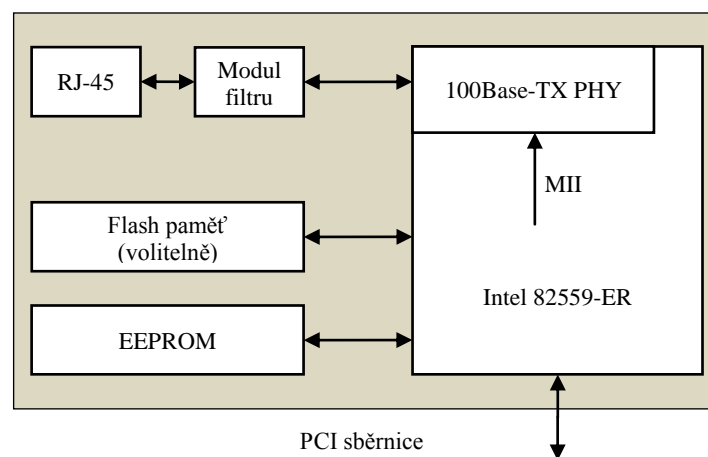 RJ-45
Modul
filtru
100Base-TX PHY
MII
Flash paměť
(volitelně)
Intel 82559-ER
EEPROM
PCI sběrnice